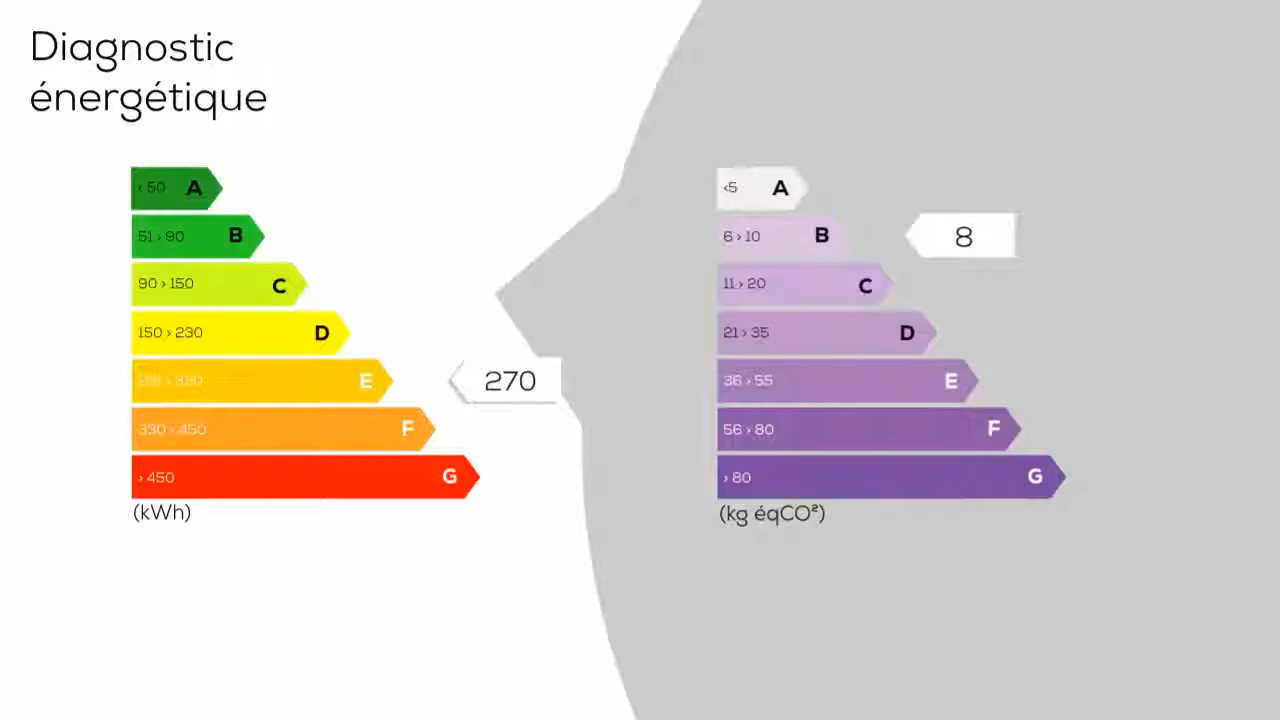 Diagnostic
énergétique
< 50 A
51 > 90 B
90 > 150 C
150 > 230 D
E
270
330 > 450 F
> 450 G
(kWh)
<5 A
6 > 10 B
8
11 > 20 C
21 > 35 D
36 > 55 E
56 > 80 F
> 80 G
(kg éqCO²)